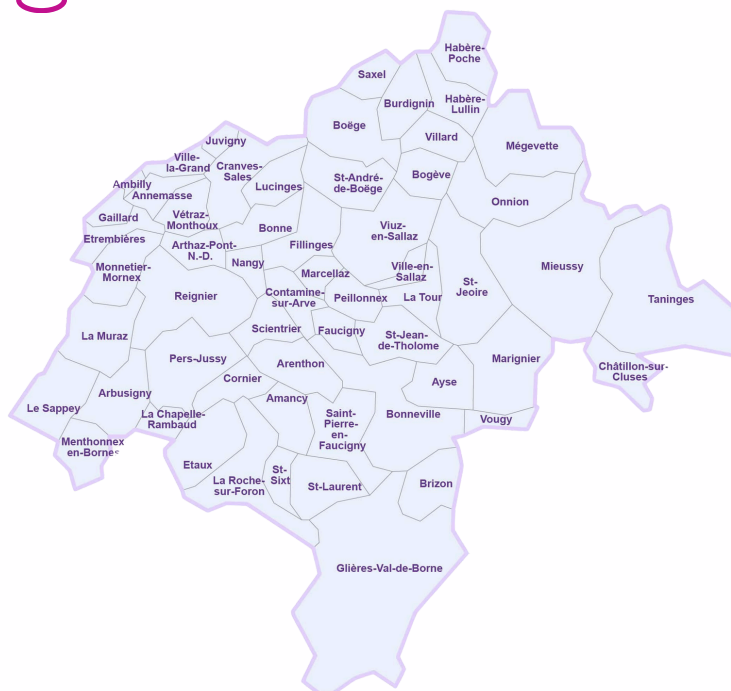 Habère-
Poche
Saxel
Burdignin
Habère-
Lullin
Boëge
Villard
Mégevette
Juvigny
Ville-
la-Grand
Cranves-
Sales
Lucinges
St-André-
de-Boëge
Bogève
Ambilly
Annemasse
Onnion
Gaillard
Vétraz-
Monthoux
Bonne
Viuz-
en-Sallaz
Etrembières
Arthaz-Pont-
N.-D.
Fillinges
Nangy
Monnetier-
Mornex
Marcellaz
Ville-en-
Sallaz
Mieussy
St-
Jeoire
Reignier
Contamine-
sur-Arve
Peillonnex
La Tour
Taninges
Scientrier
Faucigny
St-Jean-
de-Tholome
La Muraz
Pers-Jussy
Arenthon
Marignier
Châtillon-sur-
Cluses
Cornier
Ayse
Arbusigny
Amancy
Le Sappey
La Chapelle-
Rambaud
Saint-
Pierre-
en-
Faucigny
Bonneville
Vougy
Menthonnex
en-Borne
Etaux
La Roche-
sur-Foron
St-
Sixt
St-Laurent
Brizon
Glières-Val-de-Borne